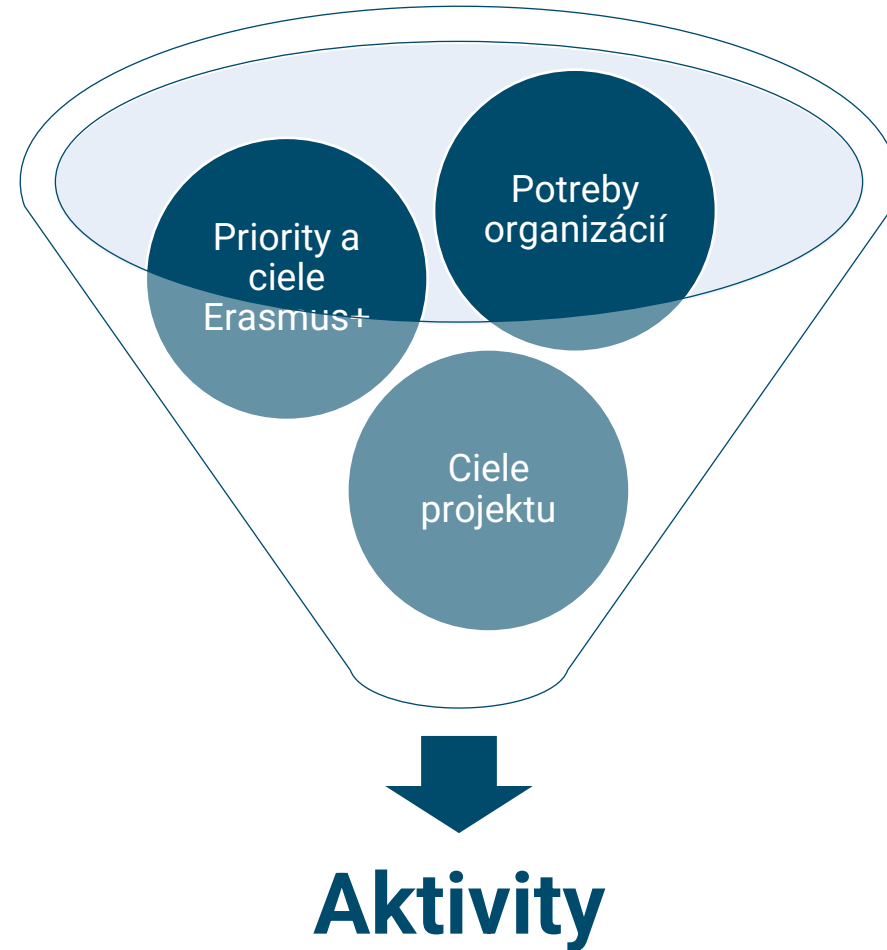 Potreby
organizácií
Priority a
ciele
Erasmus+
Ciele
projektu
Aktivity